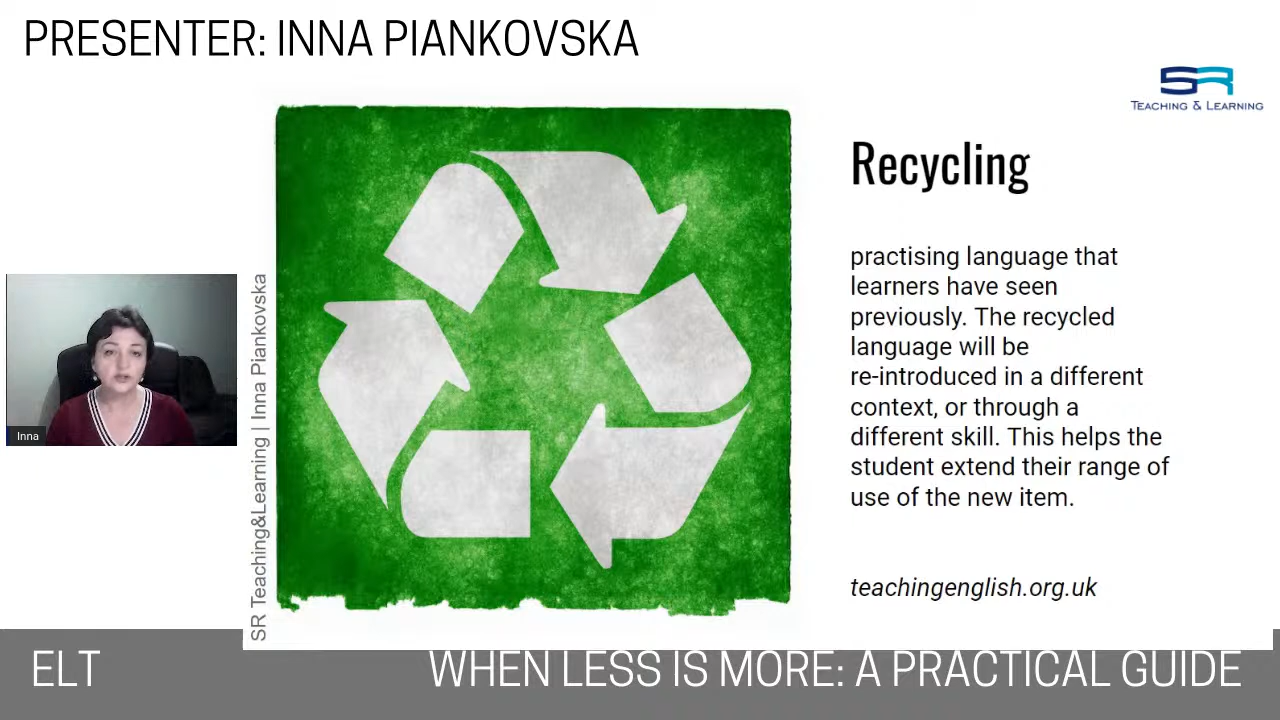 PRESENTER: INNA PIANKOVSKA
SR
TEACHING & LEARNING
Recycling
practising language that
learners have seen
previously. The recycled
language will be
re-introduced in a different
context, or through a
different skill. This helps the
student extend their range of
use of the new item.
teachingenglish.org.uk
SR Teaching&Learning | Inna Piankovska
Inna
ELT
WHEN LESS IS MORE: A PRACTICAL GUIDE